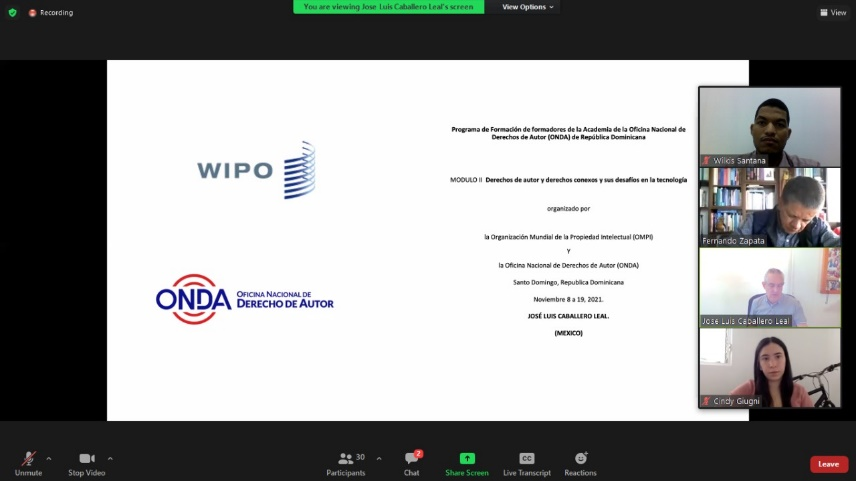 Recording
You are viewing Jose Luis Caballero Leal's screen
View Options
View
WIPO
ONDA OFICINA NACIONAL DE
DERECHO DE AUTOR
Programa de Formación de formadores de la Academia de la Oficina Nacional de
Derechos de Autor (ONDA) de República Dominicana
MODULO II Derechos de autor y derechos conexos y sus desafíos en la tecnología
organizado por
la Organización Mundial de la Propiedad Intelectual (OMPI)
Y
la Oficina Nacional de Derechos de Autor (ONDA)
Santo Domingo, Republica Dominicana
Noviembre 8 a 19, 2021.
JOSÉ LUIS CABALLERO LEAL.
(MEXICO)
Wilkis Santana
Fernando Zapata
Jose Luis Caballero Leal
Cindy Giugni
Unmute
Stop Video
30
Participants
2
Chat
Share Screen
CC
Live Transcript
Reactions
Leave